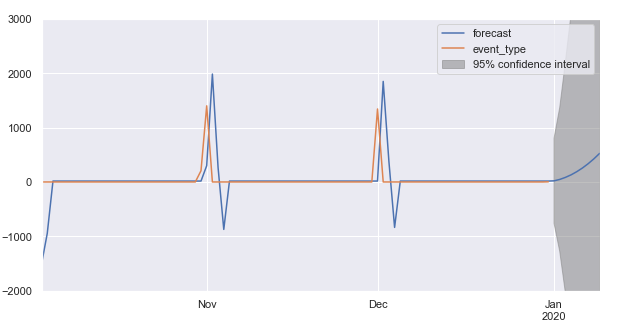 3000
2000
1000
0
−1000
−2000
forecast
event_type
95% confidence interval
Nov
Dec
Jan
2020